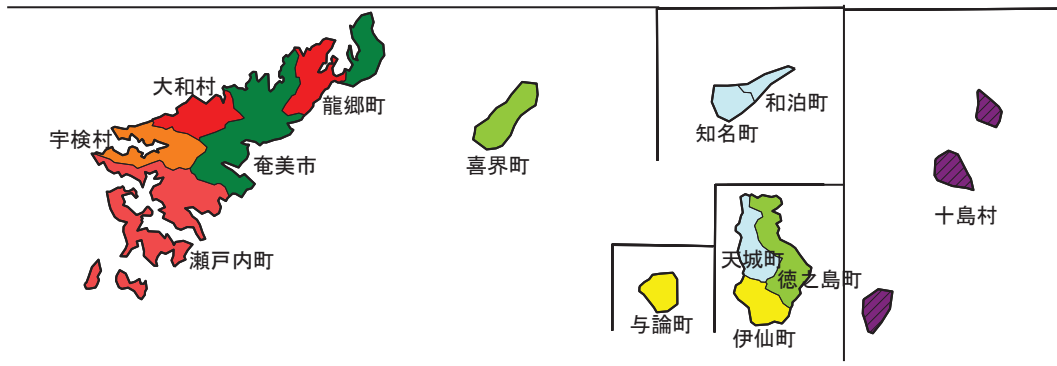 大和村
龍郷町
宇検村
奄美市
瀬戸内町
喜界町
和泊町
知名町
天城町
徳之島町
伊仙町
与論町
十島村